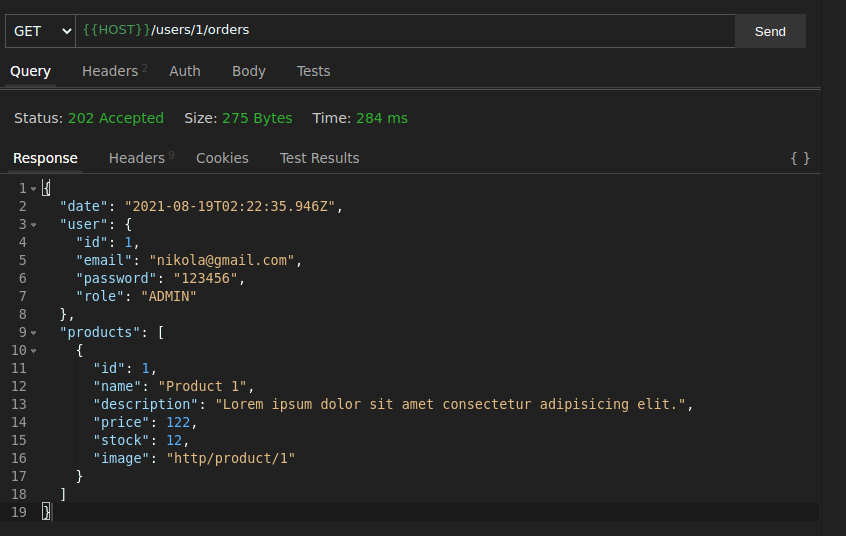 GET {{HOST}}/users/1/orders Send
Query Headers 2 Auth Body Tests
Status: 202 Accepted Size: 275 Bytes Time: 284 ms
Response Headers 9 Cookies Test Results { }
1 {
2 "date": "2021-08-19T02:22:35.946Z",
3 "user": {
4 "id": 1,
5 "email": "nikola@gmail.com",
6 "password": "123456",
7 "role": "ADMIN"
8 },
9 "products": [
10 {
11 "id": 1,
12 "name": "Product 1",
13 "description": "Lorem ipsum dolor sit amet consectetur adipisicing elit.",
14 "price": 122,
15 "stock": 12,
16 "image": "http/product/1"
17 }
18 ]
19 }